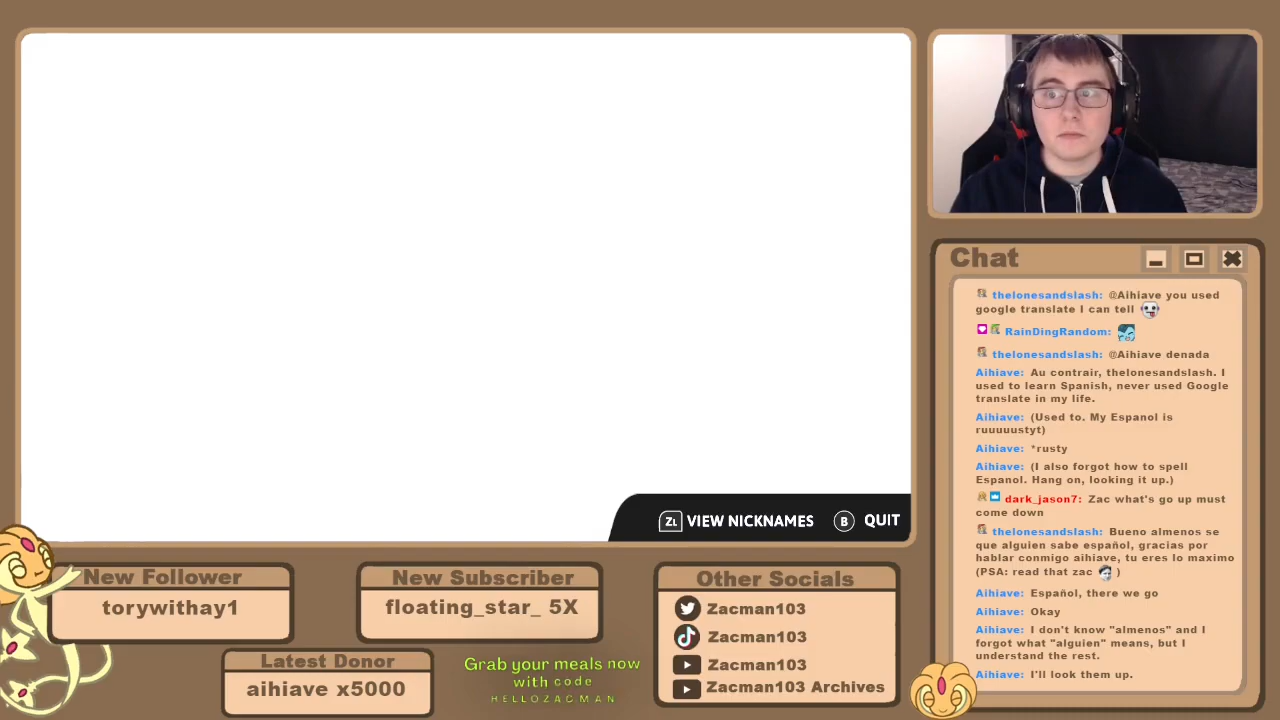 ZL VIEW NICKNAMES B QUIT
Chat
thelonesandslash: @Aihiave you used
google translate I can tell
RainDingRandom:
thelonesandslash: @Aihiave denada
Aihiave: Au contrair, thelonesandslash. I
used to learn Spanish, never used Google
translate in my life.
Aihiave: (Used to. My Espanol is
ruuuuustyt)
Aihiave: *rusty
Aihiave: (I also forgot how to spell
Espanol. Hang on, looking it up.)
dark_jason7: Zac what's go up must
come down
thelonesandslash: Bueno almenos se
que alguien sabe español, gracias por
hablar conmigo aihiave, tu eres lo maximo
(PSA: read that zac )
Aihiave: Español, there we go
Aihiave: Okay
Aihiave: I don't know "almenos" and I
forgot what "alguien" means, but I
understand the rest.
Aihiave: I'll look them up.
New Follower
torywithay1
New Subscriber
floating_star_ 5X
Latest Donor
aihiave x5000
Grab your meals now
with code
HELLOZACMAN
Other Socials
Zacman103
Zacman103
Zacman103
Zacman103 Archives